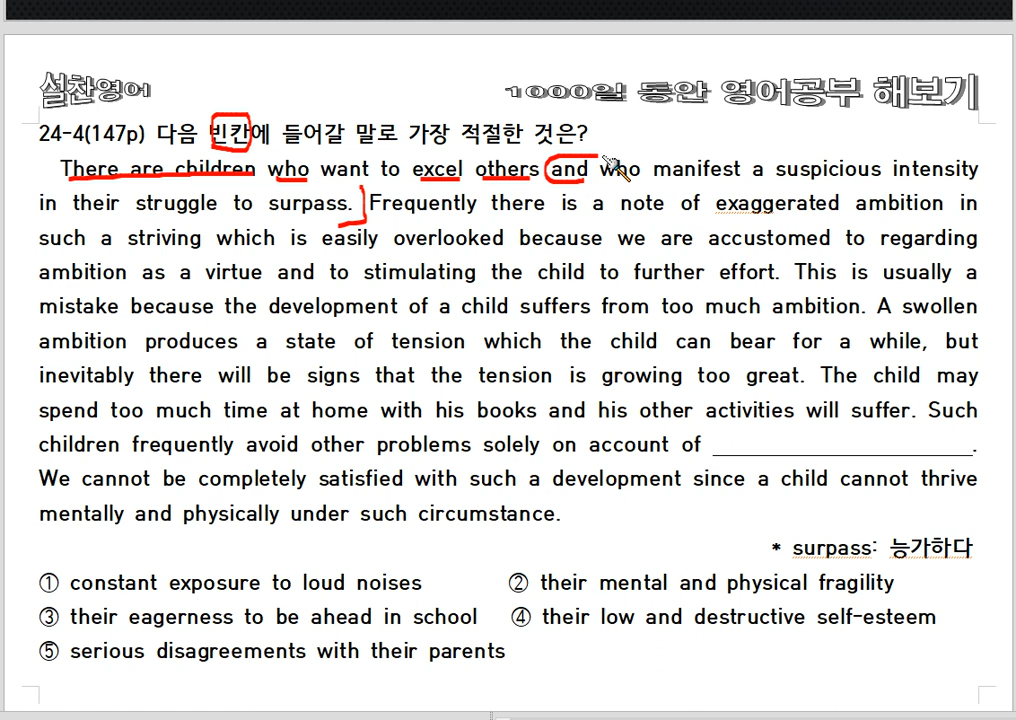 설찬영어
1000일 동안 영어공부 해보기
24-4(147p) 다음 빈칸에 들어갈 말로 가장 적절한 것은?
There are children who want to excel others and who manifest a suspicious intensity
in their struggle to surpass. Frequently there is a note of exaggerated ambition in
such a striving which is easily overlooked because we are accustomed to regarding
ambition as a virtue and to stimulating the child to further effort. This is usually a
mistake because the development of a child suffers from too much ambition. A swollen
ambition produces a state of tension which the child can bear for a while, but
inevitably there will be signs that the tension is growing too great. The child may
spend too much time at home with his books and his other activities will suffer. Such
children frequently avoid other problems solely on account of ____________________.
We cannot be completely satisfied with such a development since a child cannot thrive
mentally and physically under such circumstance.
* surpass: 능가하다
① constant exposure to loud noises ② their mental and physical fragility
③ their eagerness to be ahead in school ④ their low and destructive self-esteem
⑤ serious disagreements with their parents